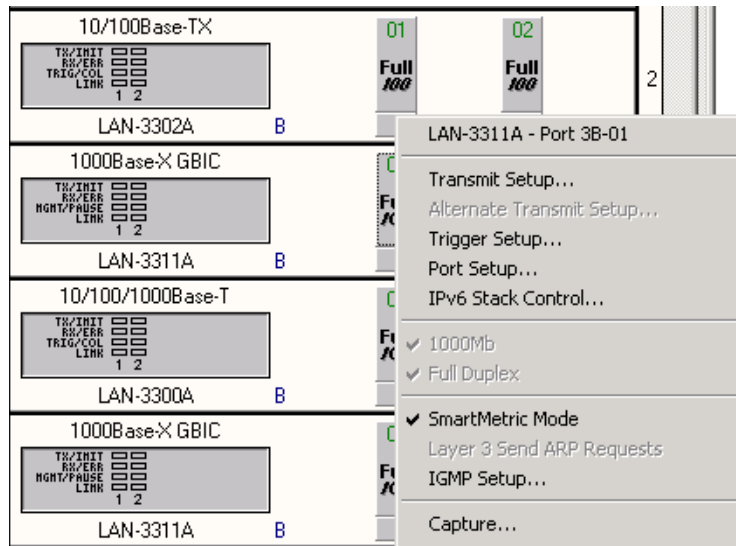 10/100Base-TX
TX/INIT
RX/ERR
TRIG/COL
LINK
1 2
LAN-3302A B
01
Full
100
02
Full
100
2
1000Base-X GBIC
TX/INIT
RX/ERR
MGMT/PAUSE
LINK
1 2
LAN-3311A B
10/100/1000Base-T
TX/INIT
RX/ERR
TRIG/COL
LINK
1 2
LAN-3300A B
1000Base-X GBIC
TX/INIT
RX/ERR
MGMT/PAUSE
LINK
1 2
LAN-3311A B
LAN-3311A - Port 3B-01
Transmit Setup...
Alternate Transmit Setup...
Trigger Setup...
Port Setup...
IPv6 Stack Control...
1000Mb
Full Duplex
SmartMetric Mode
Layer 3 Send ARP Requests
IGMP Setup...
Capture...